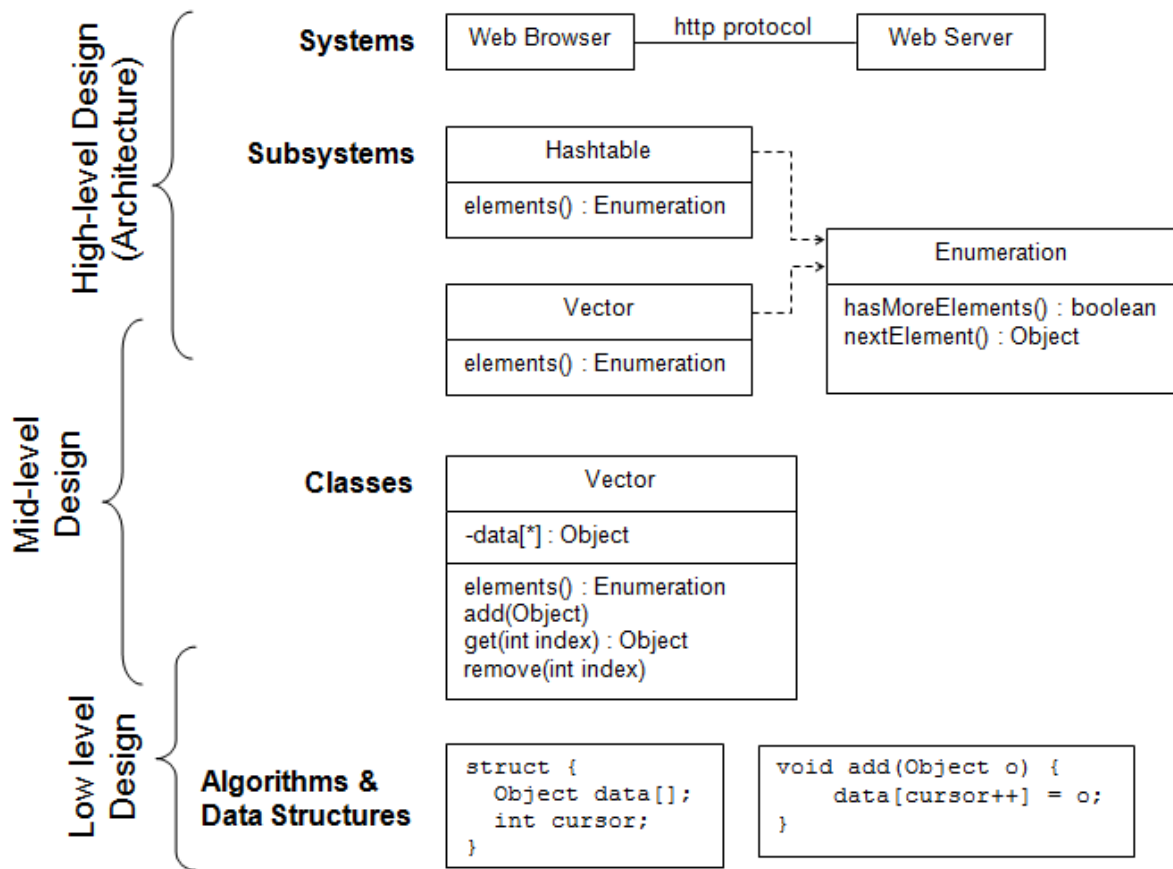 High-level Design
(Architecture)
Systems
Web Browser
http protocol
Web Server
Subsystems
Hashtable
elements() : Enumeration
Enumeration
hasMoreElements() : boolean
nextElement() : Object
Vector
elements() : Enumeration
Mid-level
Design
Classes
Vector
-data[*] : Object
elements() : Enumeration
add(Object)
get(int index) : Object
remove(int index)
Low level
Design
Algorithms &
Data Structures
struct {
  Object data[];
  int cursor;
}
void add(Object o) {
    data[cursor++] = o;
}